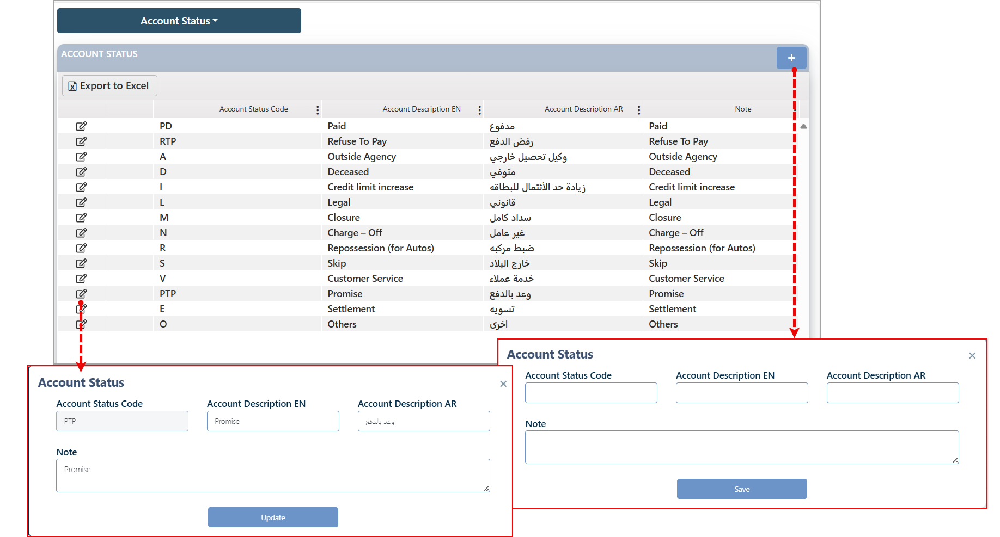 Account Status
ACCOUNT STATUS
+
Export to Excel
Account Status Code Account Description EN Account Description AR Note
PD Paid مدفوع Paid
RTP Refuse To Pay رفض الدفع Refuse To Pay
A Outside Agency وكيل تحصيل خارجي Outside Agency
D Deceased متوفي Deceased
I Credit limit increase زيادة حد الأئتمال للبطاقه Credit limit increase
L Legal قانوني Legal
M Closure سداد كامل Closure
N Charge – Off غير عامل Charge – Off
R Repossession (for Autos) ضبط مركبه Repossession (for Autos)
S Skip خارج البلاد Skip
V Customer Service خدمة عملاء Customer Service
PTP Promise وعد بالدفع Promise
E Settlement تسويه Settlement
O Others اخرى Others
Account Status
Account Status Code Account Description EN Account Description AR
PTP Promise وعد بالدفع
Note
Promise
Update
Account Status
Account Status Code Account Description EN Account Description AR
Note
Save